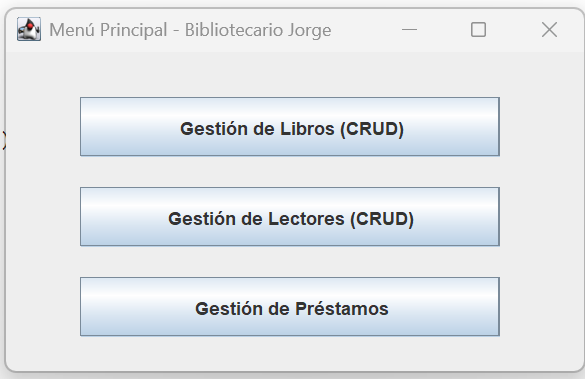 Menú Principal - Bibliotecario Jorge
Gestión de Libros (CRUD)
Gestión de Lectores (CRUD)
Gestión de Préstamos